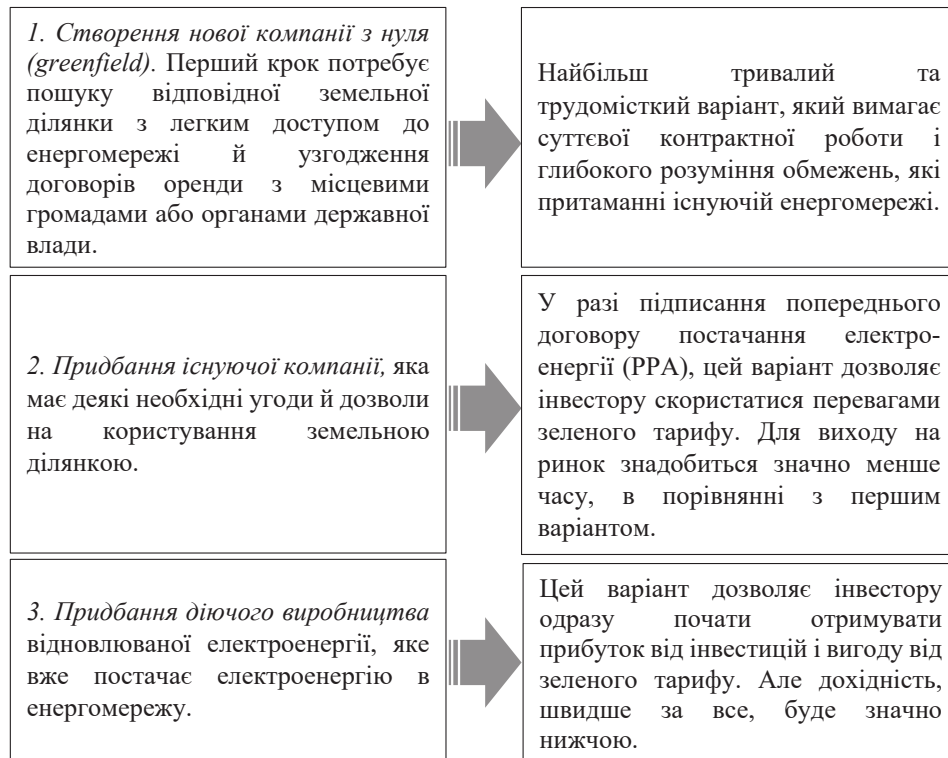 1. Створення нової компанії з нуля
(greenfield). Перший крок потребує
пошуку відповідної земельної
ділянки з легким доступом до
енергомережі й узгодження
договорів оренди з місцевими
громадами або органами державної
влади.
Найбільш тривалий та
трудомісткий варіант, який вимагає
суттєвої контрактної роботи і
глибокого розуміння обмежень, які
притаманні існуючій енергомережі.
2. Придбання існуючої компанії, яка
має деякі необхідні угоди й дозволи
на користування земельною
ділянкою.
У разі підписання попереднього
договору постачання електро-
енергії (PPA), цей варіант дозволяє
інвестору скористатися перевагами
зеленого тарифу. Для виходу на
ринок знадобиться значно менше
часу, в порівнянні з першим
варіантом.
3. Придбання діючого виробництва
відновлюваної електроенергії, яке
вже постачає електроенергію в
енергомережу.
Цей варіант дозволяє інвестору
одразу почати отримувати
прибуток від інвестицій і вигоду від
зеленого тарифу. Але дохідність,
швидше за все, буде значно
нижчою.